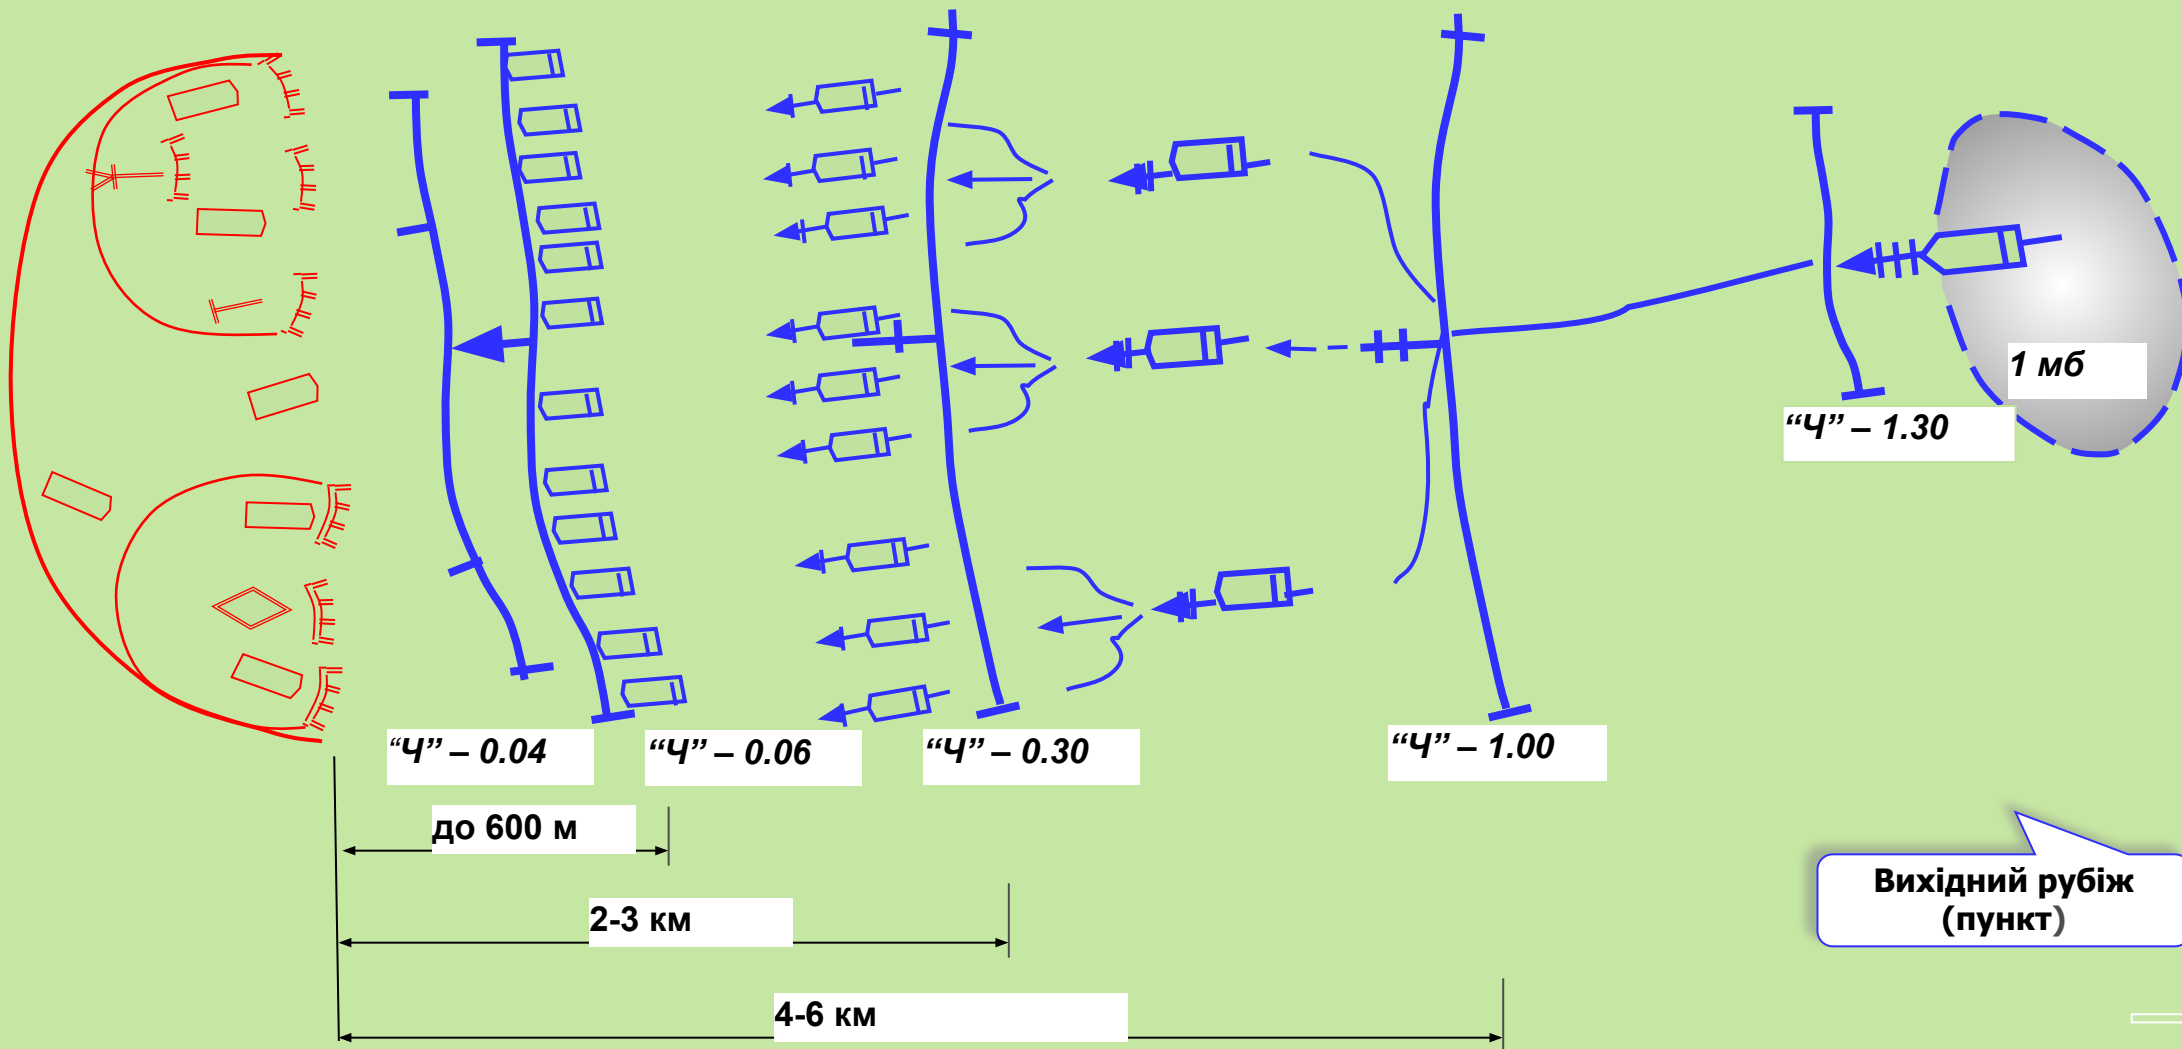 1 мб
“Ч” – 1.30
“Ч” – 0.04
“Ч” – 0.06
“Ч” – 0.30
“Ч” – 1.00
до 600 м
2-3 км
4-6 км
Вихідний рубіж
(пункт)